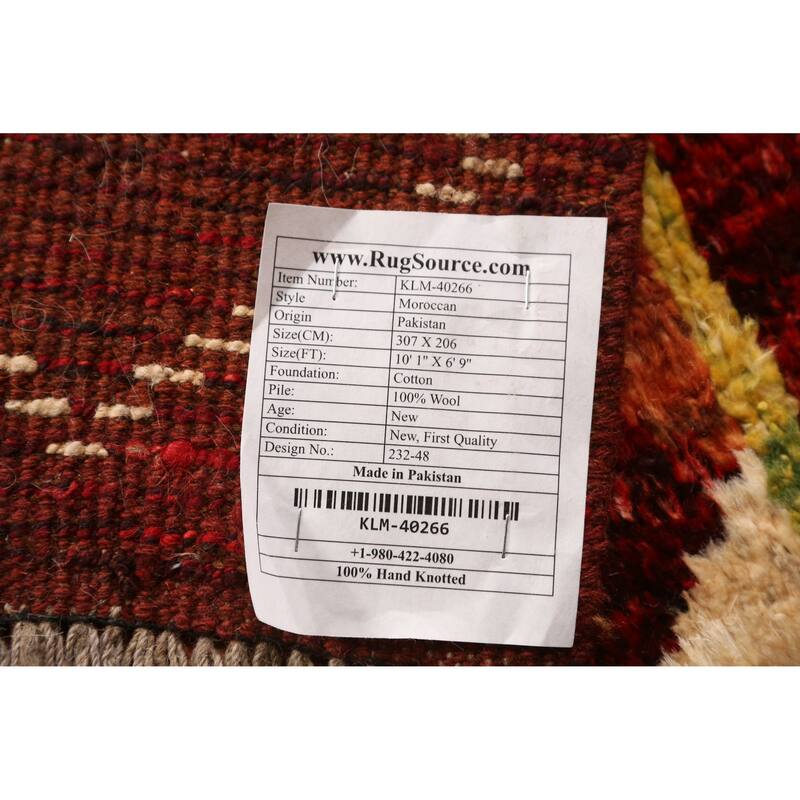 www.RugSource.com
Item Number: KLM-40266
Style Moroccan
Origin Pakistan
Size(CM): 307 X 206
Size(FT): 10' 1" X 6' 9"
Foundation: Cotton
Pile: 100% Wool
Age: New
Condition: New, First Quality
Design No.: 232-48
Made in Pakistan
KLM-40266
+1-980-422-4080
100% Hand Knotted